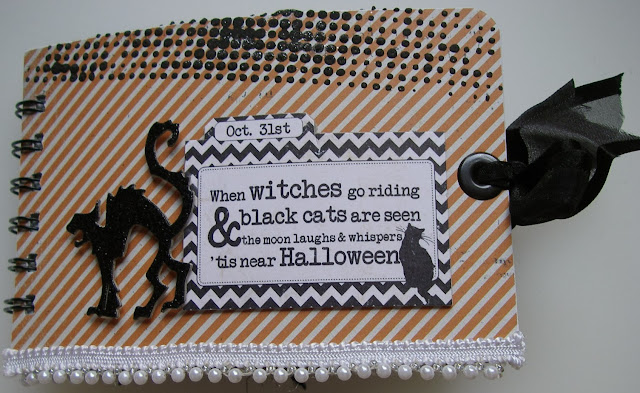 Oct. 31st
When witches go riding
& black cats are seen
the moon laughs & whispers
'tis near Halloween